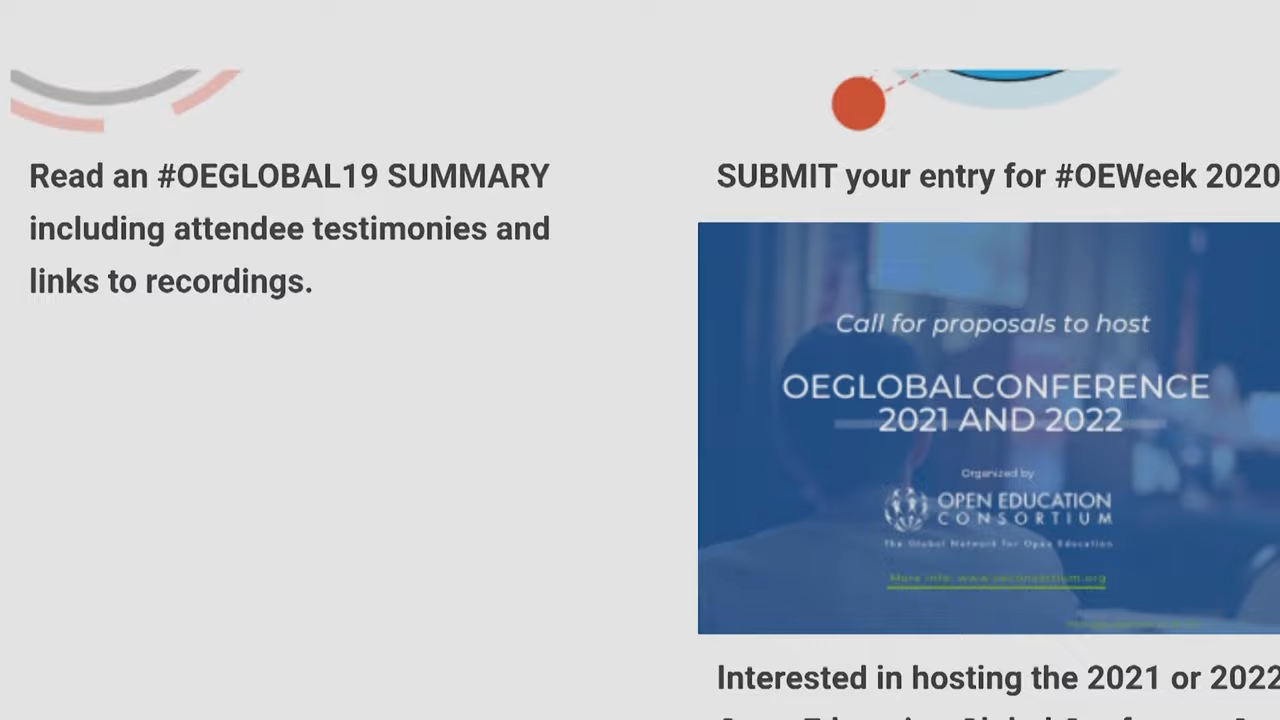 Read an #OEGLOBAL19 SUMMARY
including attendee testimonies and
links to recordings.
SUBMIT your entry for #OEWeek 2020
Call for proposals to host
OEGLOBALCONFERENCE
2021 AND 2022
Organized by
OPEN EDUCATION
CONSORTIUM
The Global Network for Open Education
More info: www.oeconsortium.org
Interested in hosting the 2021 or 2022